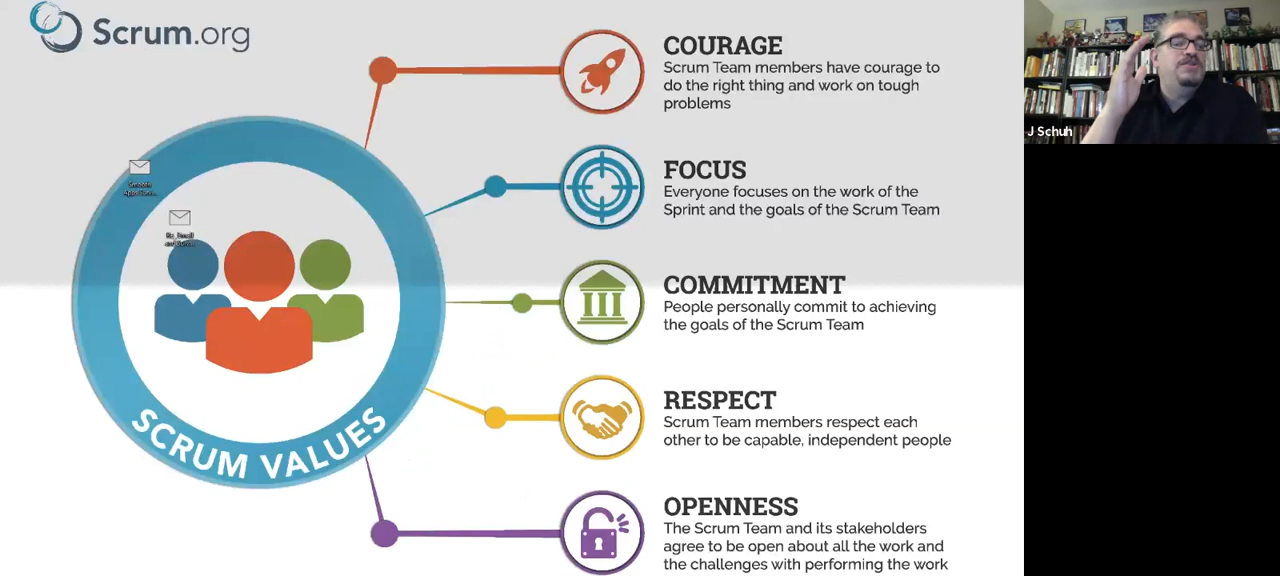 Scrum.org
COURAGE
Scrum Team members have courage to
do the right thing and work on tough
problems
FOCUS
Everyone focuses on the work of the
Sprint and the goals of the Scrum Team
COMMITMENT
People personally commit to achieving
the goals of the Scrum Team
RESPECT
Scrum Team members respect each
other to be capable, independent people
OPENNESS
The Scrum Team and its stakeholders
agree to be open about all the work and
the challenges with performing the work
SCRUM VALUES
J Schuh